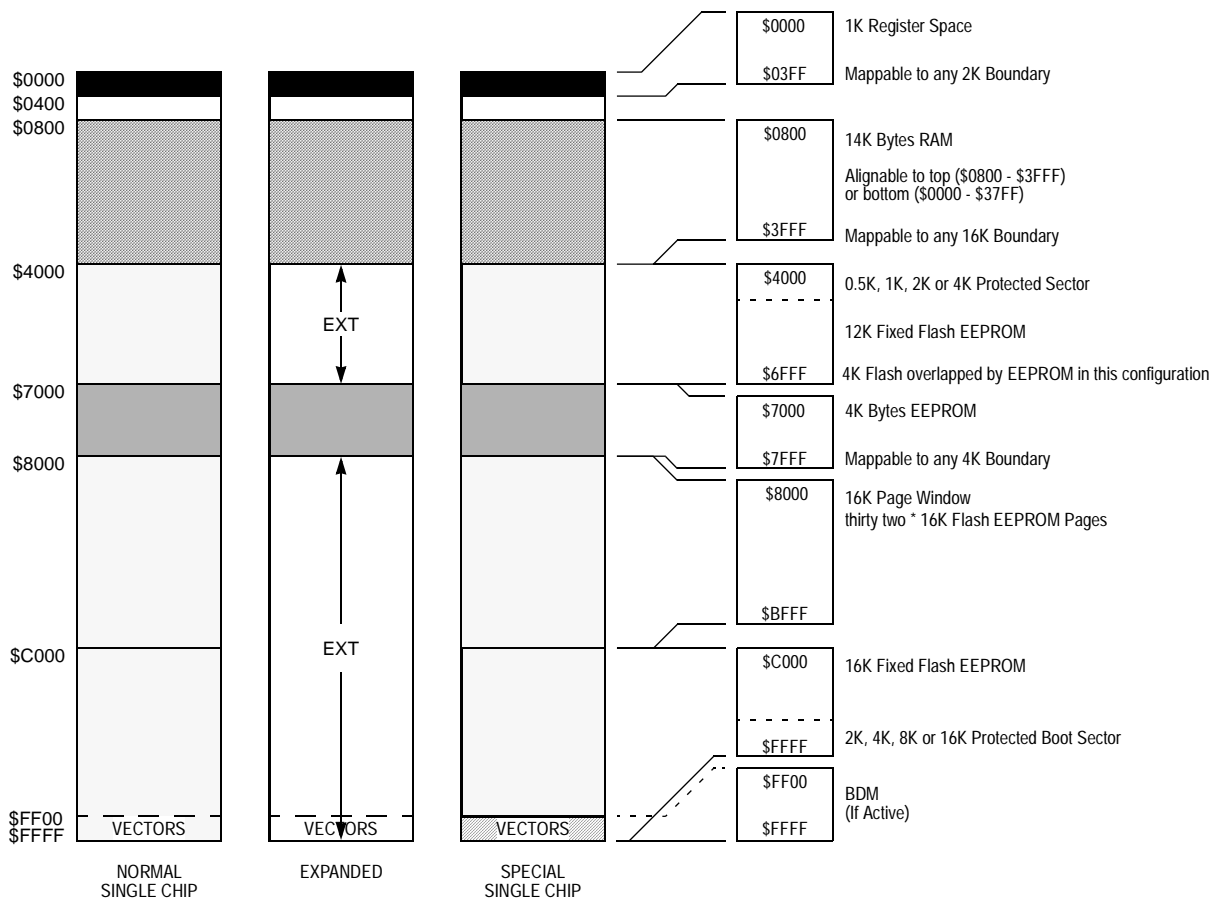 $0000
$0400
$0800
$4000
$7000
$8000
$C000
$FF00
$FFFF
VECTORS
NORMAL
SINGLE CHIP
EXT
EXT
VECTORS
EXPANDED
VECTORS
SPECIAL
SINGLE CHIP
$0000
1K Register Space
$03FF
Mappable to any 2K Boundary
$0800
14K Bytes RAM
Alignable to top ($0800 - $3FFF)
or bottom ($0000 - $37FF)
$3FFF
Mappable to any 16K Boundary
$4000
0.5K, 1K, 2K or 4K Protected Sector
12K Fixed Flash EEPROM
$6FFF
4K Flash overlapped by EEPROM in this configuration
$7000
4K Bytes EEPROM
$7FFF
Mappable to any 4K Boundary
$8000
16K Page Window
thirty two * 16K Flash EEPROM Pages
$BFFF
$C000
16K Fixed Flash EEPROM
$FFFF
2K, 4K, 8K or 16K Protected Boot Sector
$FF00
BDM
(If Active)
$FFFF